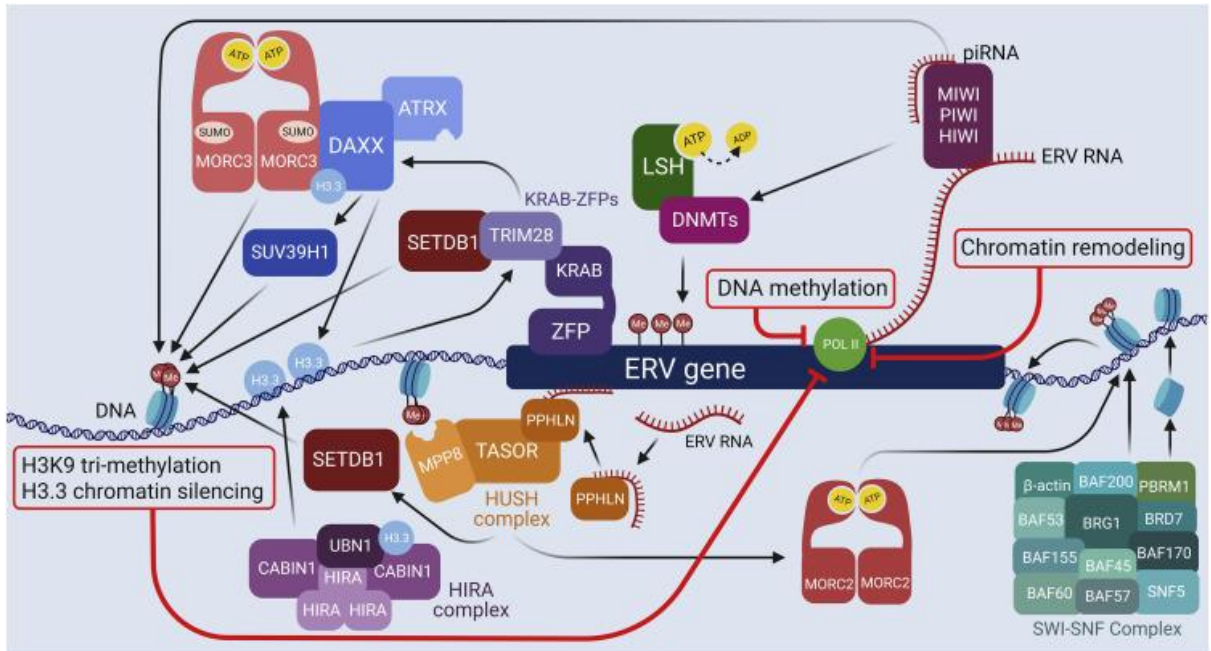 ATP
ATP
SUMO
SUMO
MORC3
MORC3
DAXX
ATRX
H3.3
SUV39H1
KRAB-ZFPs
SETDB1
TRIM28
KRAB
ZFP
LSH
ATP
ADP
DNMTs
piRNA
MIWI
PIWI
HIWI
ERV RNA
Chromatin remodeling
DNA methylation
Me
Me
Me
POL II
ERV gene
Me
DNA
H3.3
H3.3
Me
Me
Me
H3K9 tri-methylation
H3.3 chromatin silencing
SETDB1
MPP8
TASOR
PPHLN
HUSH
complex
PPHLN
ERV RNA
UBN1
H3.3
CABIN1
CABIN1
HIRA
HIRA
HIRA
HIRA
complex
ATP
ATP
MORC2
MORC2
β-actin
BAF200
PBRM1
BAF53
BRG1
BRD7
BAF155
BAF45
BAF170
BAF60
BAF57
SNF5
SWI-SNF Complex